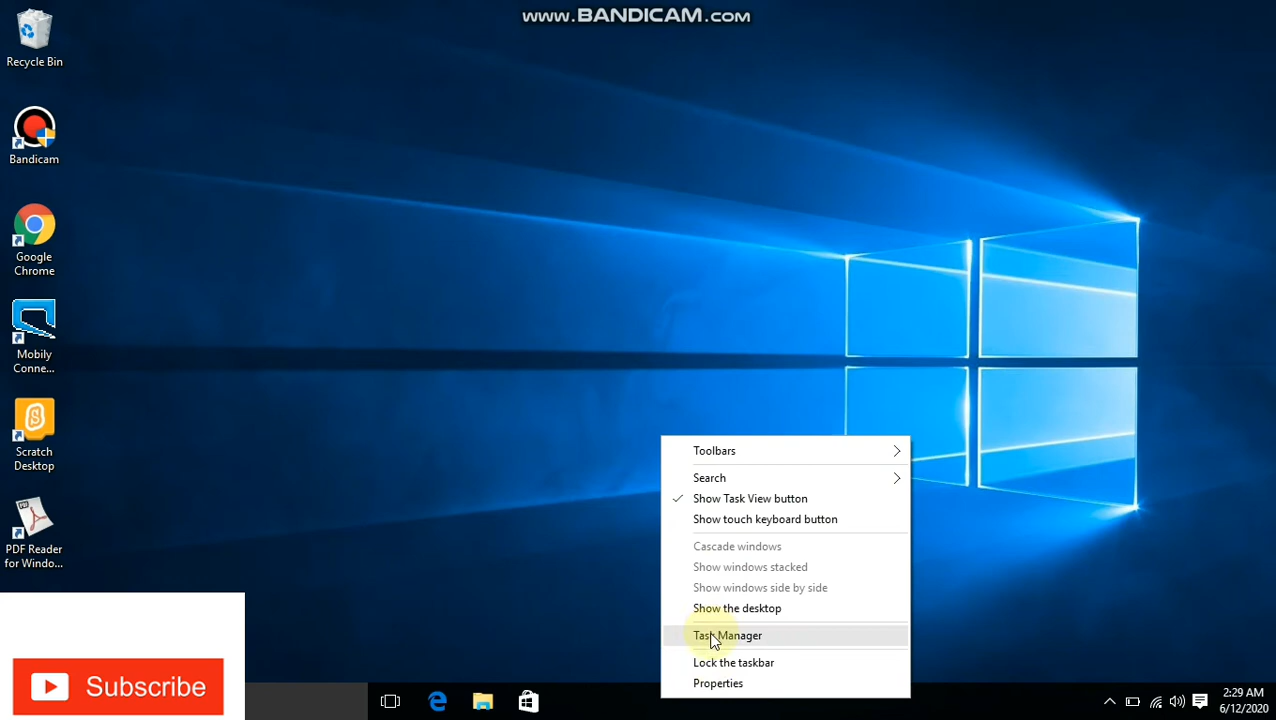 www.BANDICAM.com
Recycle Bin
Bandicam
Google
Chrome
Mobily
Conne...
Scratch
Desktop
PDF Reader
for Windo...
Toolbars
Search
Show Task View button
Show touch keyboard button
Cascade windows
Show windows stacked
Show windows side by side
Show the desktop
Task Manager
Lock the taskbar
Properties
Subscribe
2:29 AM
6/12/2020